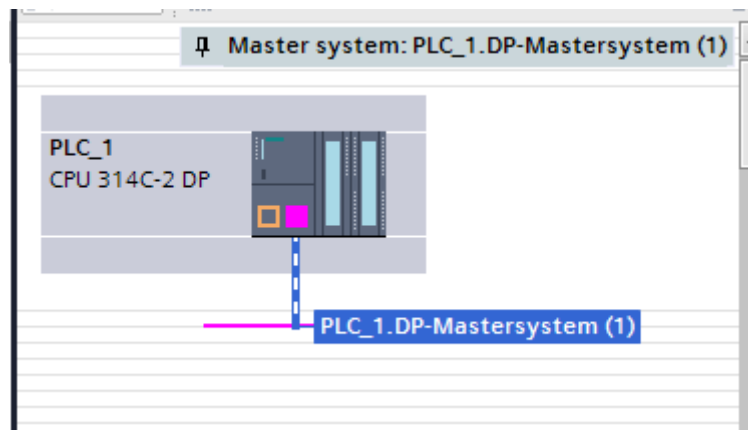 Master system: PLC_1.DP-Mastersystem (1)
PLC_1
CPU 314C-2 DP
PLC_1.DP-Mastersystem (1)